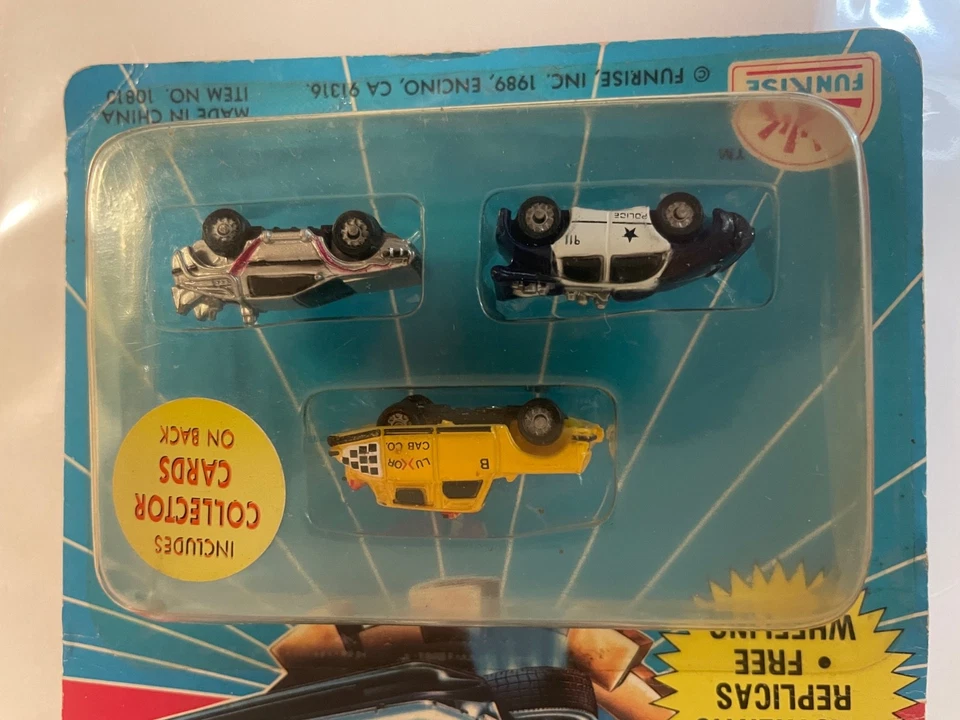 REPLICAS
• FREE
WHEELING
INCLUDES
COLLECTOR
CARDS
ON BACK
B
LUXOR
CAB CO.
911
POLICE
TM
FUNRISE
© FUNRISE, INC. 1989, ENCINO, CA 91316.
MADE IN CHINA
ITEM NO.